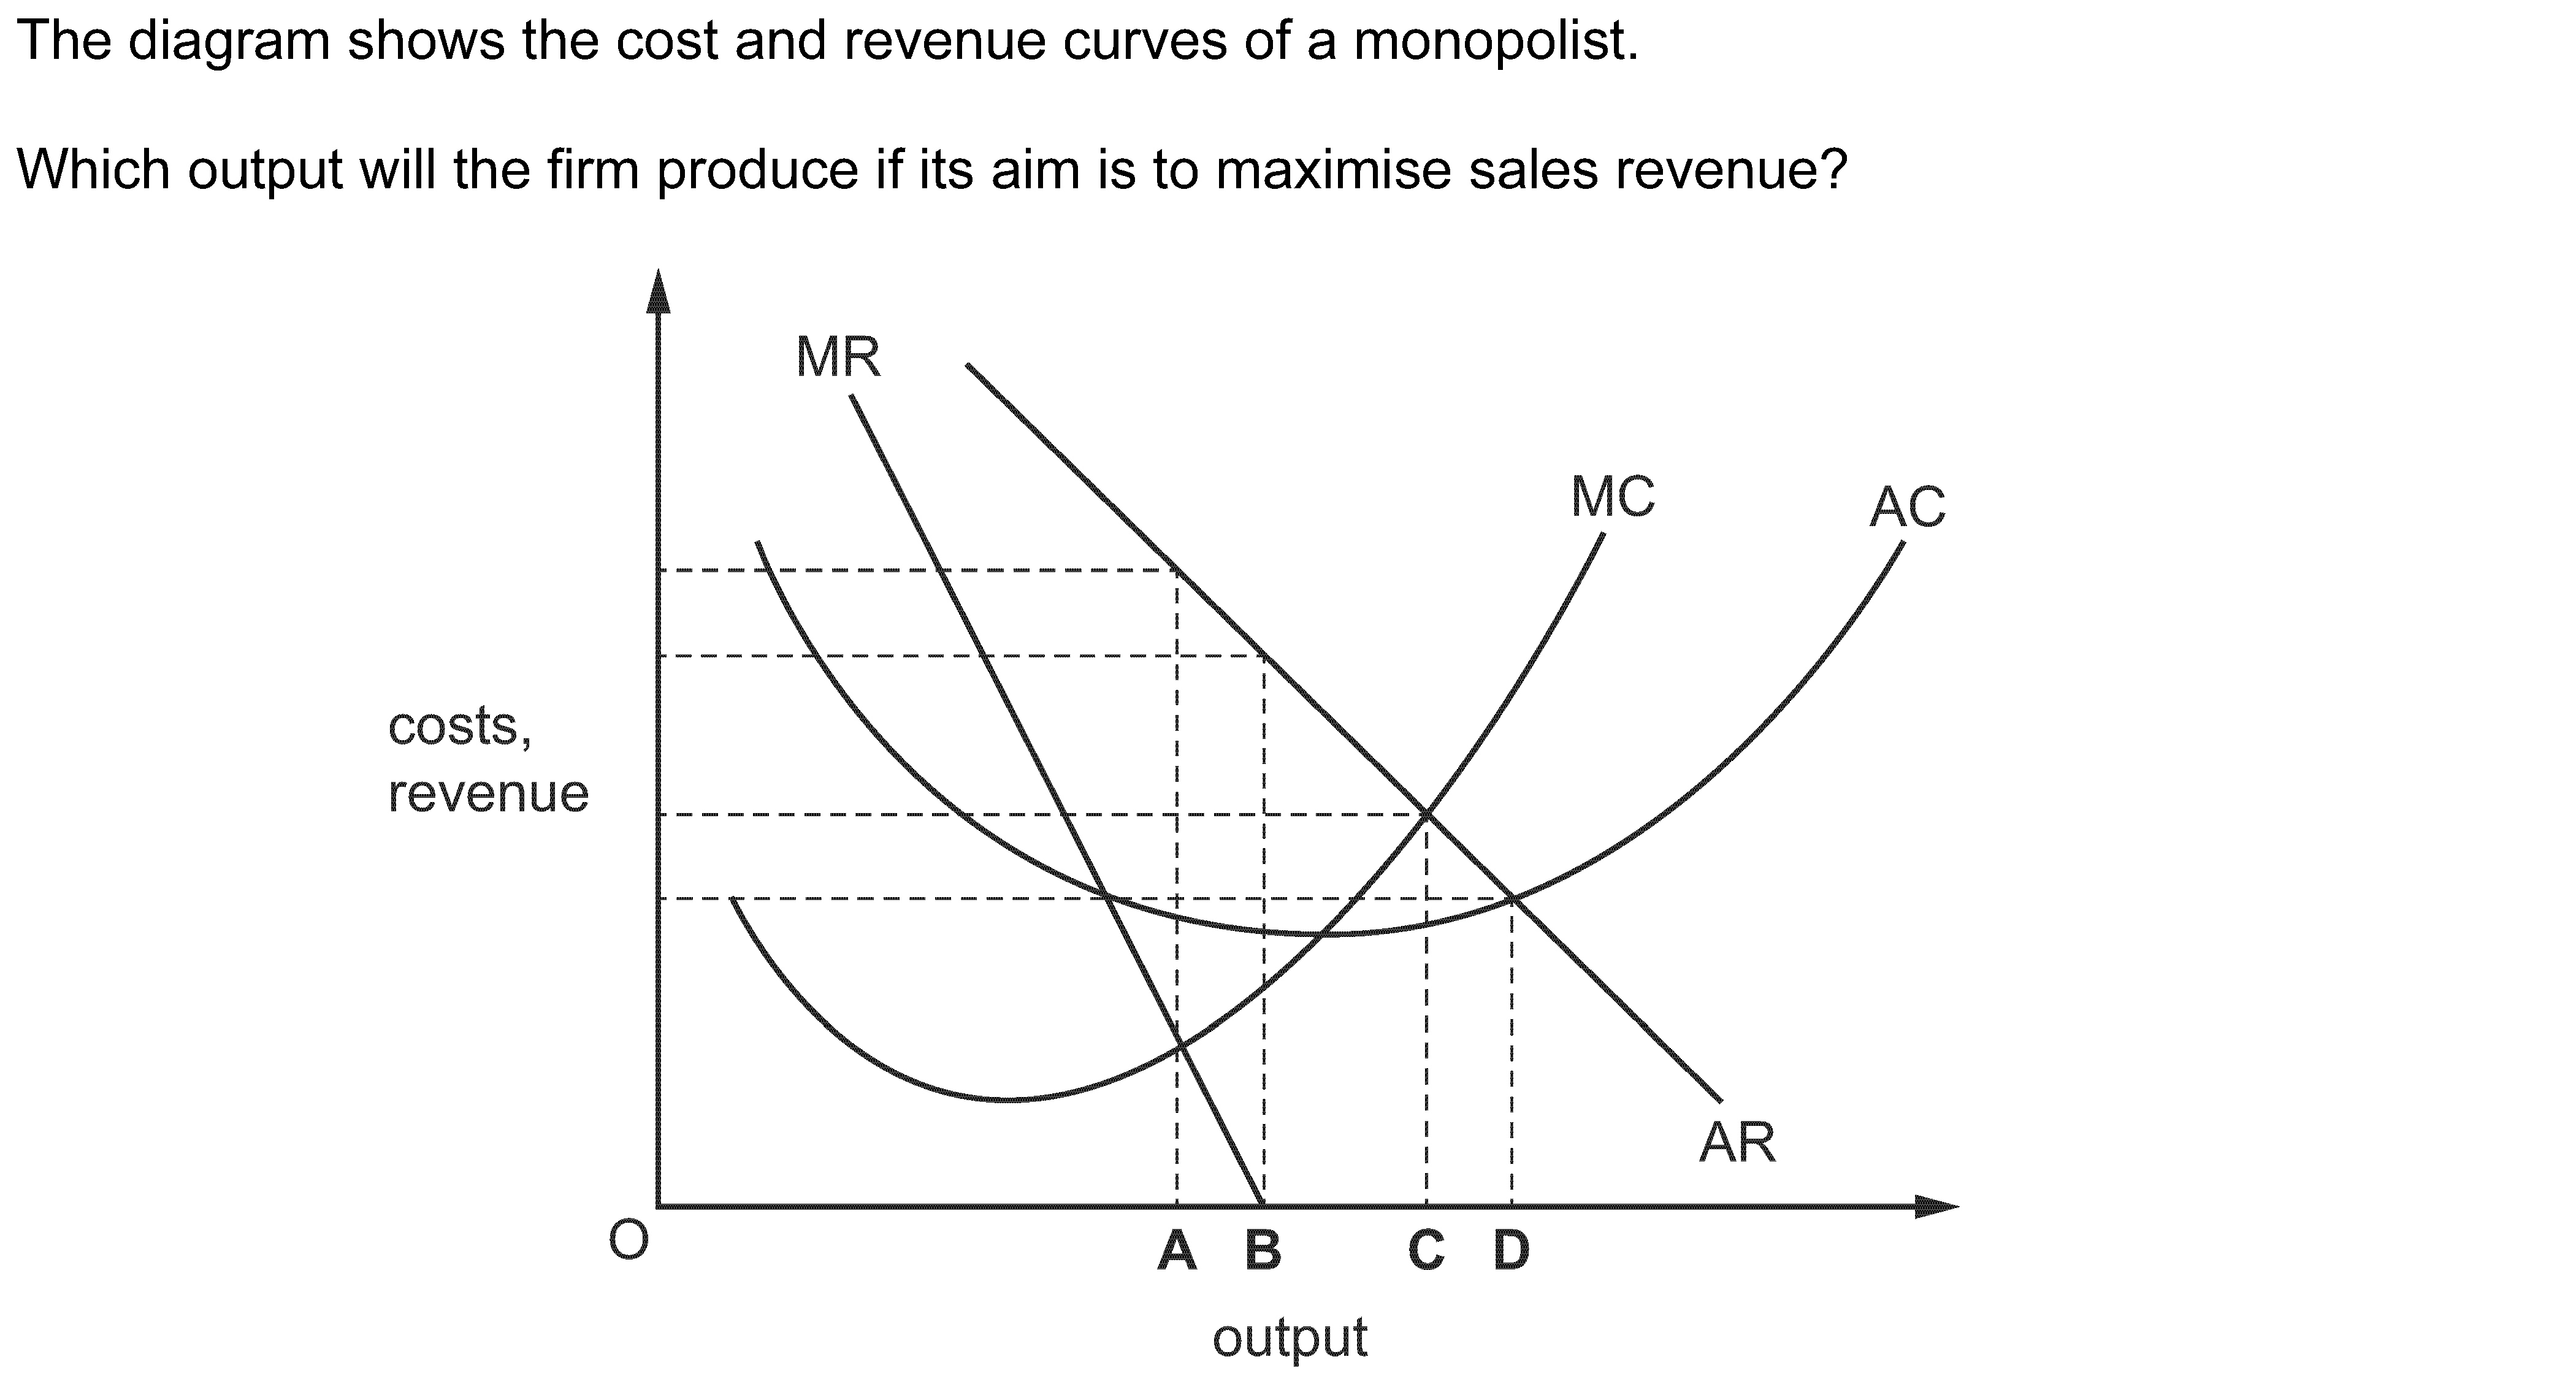 The diagram shows the cost and revenue curves of a monopolist.
Which output will the firm produce if its aim is to maximise sales revenue?
MR
MC
AC
costs,
revenue
AR
O
A B C D
output